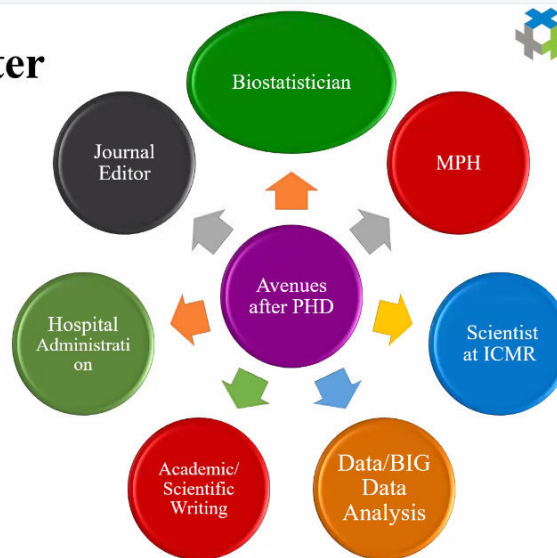 ter
Biostatistician
MPH
Scientist
at ICMR
Data/BIG
Data
Analysis
Academic/
Scientific
Writing
Hospital
Administrati
on
Journal
Editor
Avenues
after PHD